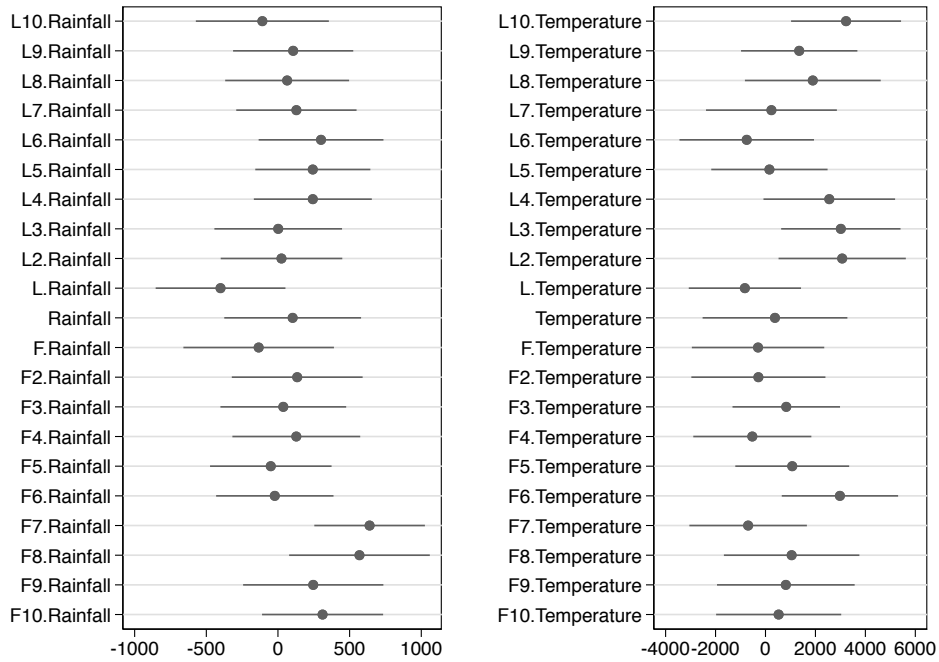 L10.Rainfall
L9.Rainfall
L8.Rainfall
L7.Rainfall
L6.Rainfall
L5.Rainfall
L4.Rainfall
L3.Rainfall
L2.Rainfall
L.Rainfall
Rainfall
F.Rainfall
F2.Rainfall
F3.Rainfall
F4.Rainfall
F5.Rainfall
F6.Rainfall
F7.Rainfall
F8.Rainfall
F9.Rainfall
F10.Rainfall
-1000 -500 0 500 1000
L10.Temperature
L9.Temperature
L8.Temperature
L7.Temperature
L6.Temperature
L5.Temperature
L4.Temperature
L3.Temperature
L2.Temperature
L.Temperature
Temperature
F.Temperature
F2.Temperature
F3.Temperature
F4.Temperature
F5.Temperature
F6.Temperature
F7.Temperature
F8.Temperature
F9.Temperature
F10.Temperature
-4000 -2000 0 2000 4000 6000